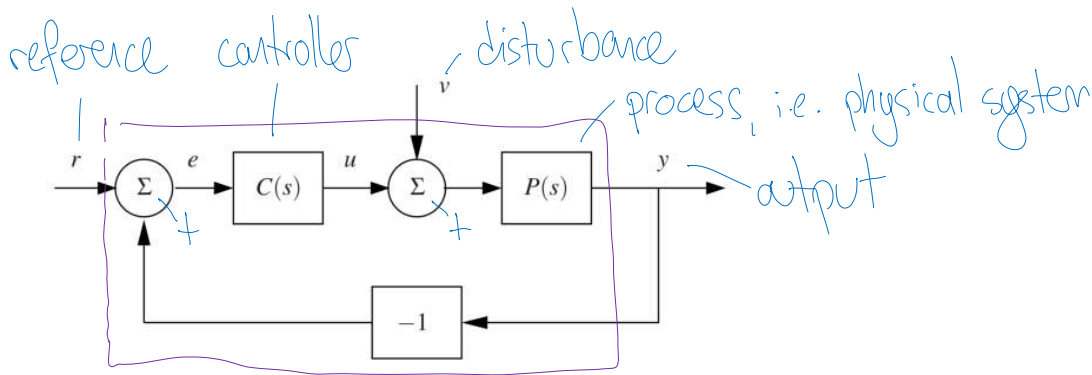 reference controller
disturbance
v
process, i.e. physical system
r
e
C(s)
u
P(s)
y
Σ
Σ
+
+
output
−1